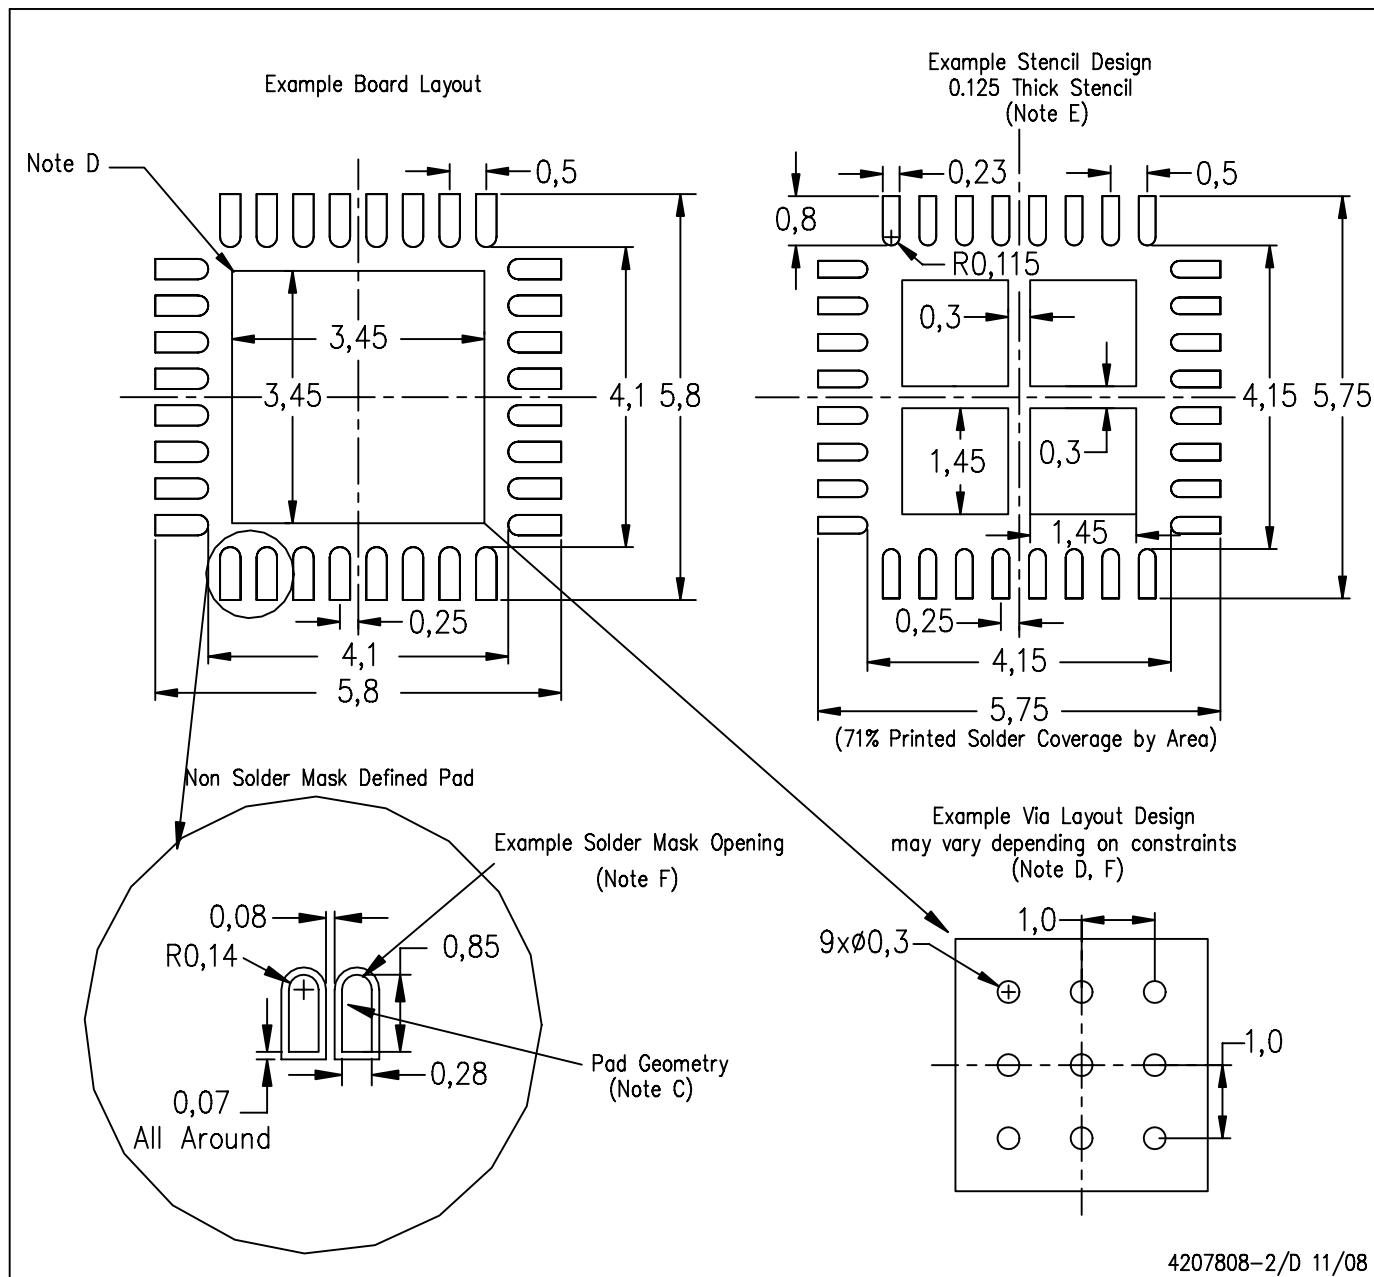 Example Board Layout
Example Stencil Design
0.125 Thick Stencil
(Note E)
Note D
0,5
0,23
0,5
0,8
R0,115
3,45
0,3
3,45
4,1
5,8
4,15
5,75
1,45
0,3
1,45
0,25
0,25
4,1
4,15
5,8
5,75
(71% Printed Solder Coverage by Area)
Non Solder Mask Defined Pad
Example Solder Mask Opening
(Note F)
0,08
R0,14
0,85
Pad Geometry
(Note C)
0,28
0,07
All Around
Example Via Layout Design
may vary depending on constraints
(Note D, F)
1,0
9xø0,3
1,0
4207808-2/D 11/08